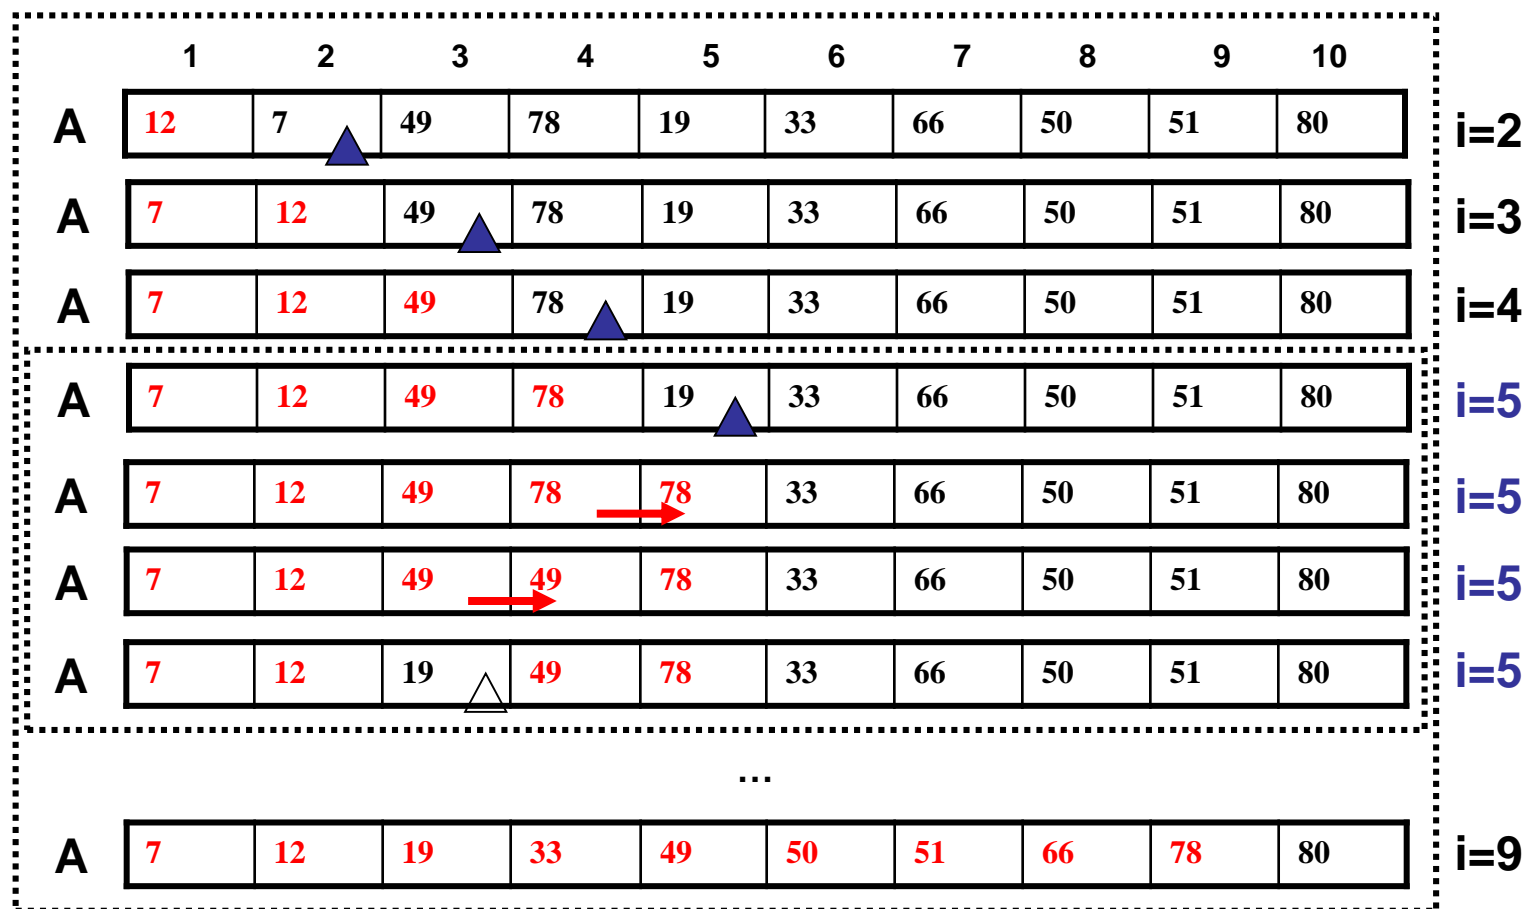 1 2 3 4 5 6 7 8 9 10
A 12 7 49 78 19 33 66 50 51 80 i=2
A 7 12 49 78 19 33 66 50 51 80 i=3
A 7 12 49 78 19 33 66 50 51 80 i=4
A 7 12 49 78 19 33 66 50 51 80 i=5
A 7 12 49 78 78 33 66 50 51 80 i=5
A 7 12 49 49 78 33 66 50 51 80 i=5
A 7 12 19 49 78 33 66 50 51 80 i=5
...
A 7 12 19 33 49 50 51 66 78 80 i=9